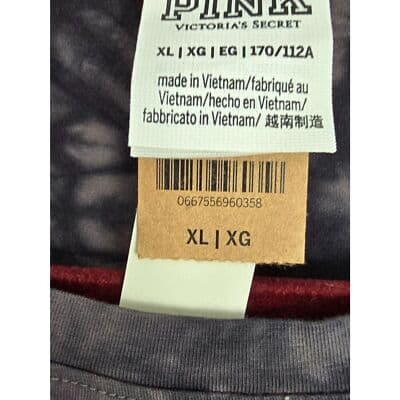 PINK
VICTORIA'S SECRET
XL | XG | EG | 170/112A
made in Vietnam/fabriqué au
Vietnam/hecho en Vietnam/
fabbricato in Vietnam/ 越南制造
0667556960358
XL | XG